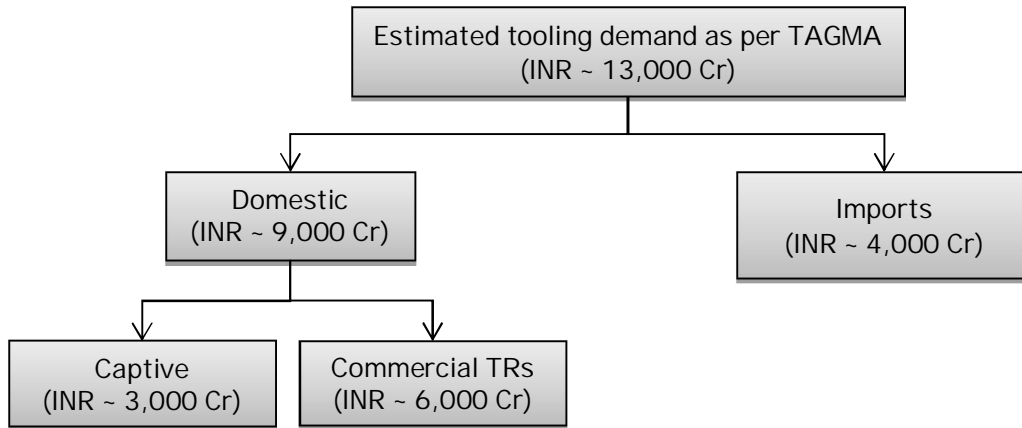 Estimated tooling demand as per TAGMA
(INR ~ 13,000 Cr)
Domestic
(INR ~ 9,000 Cr)
Imports
(INR ~ 4,000 Cr)
Captive
(INR ~ 3,000 Cr)
Commercial TRs
(INR ~ 6,000 Cr)